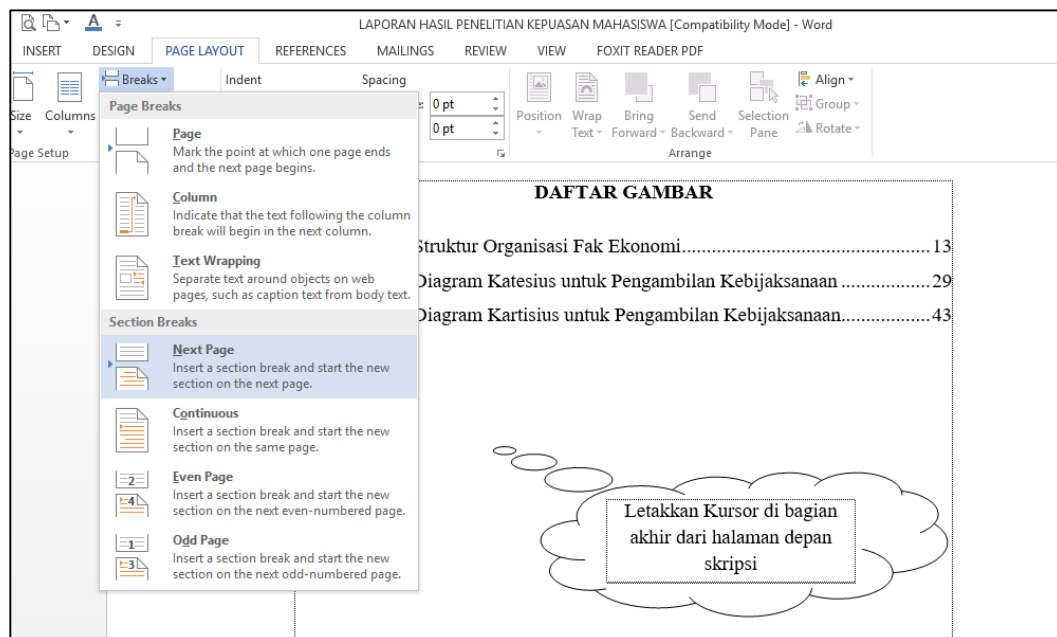 LAPORAN HASIL PENELITIAN KEPUASAN MAHASISWA [Compatibility Mode] - Word
INSERT DESIGN PAGE LAYOUT REFERENCES MAILINGS REVIEW VIEW FOXIT READER PDF
Breaks Indent Spacing
Align
0 pt
Group
Size Columns
Position Wrap Text Bring Forward Send Backward Selection Pane
0 pt
Rotate
Page Setup
Arrange
Page Breaks
Page
Mark the point at which one page ends
and the next page begins.
Column
Indicate that the text following the column
break will begin in the next column.
Text Wrapping
Separate text around objects on web
pages, such as caption text from body text.
Section Breaks
Next Page
Insert a section break and start the new
section on the next page.
Continuous
Insert a section break and start the new
section on the same page.
Even Page
Insert a section break and start the new
section on the next even-numbered page.
Odd Page
Insert a section break and start the new
section on the next odd-numbered page.
DAFTAR GAMBAR
Struktur Organisasi Fak Ekonomi.................................................. 13
Diagram Katesius untuk Pengambilan Kebijaksanaan .................. 29
Diagram Kartisius untuk Pengambilan Kebijaksanaan.................. 43
Letakkan Kursor di bagian
akhir dari halaman depan
skripsi